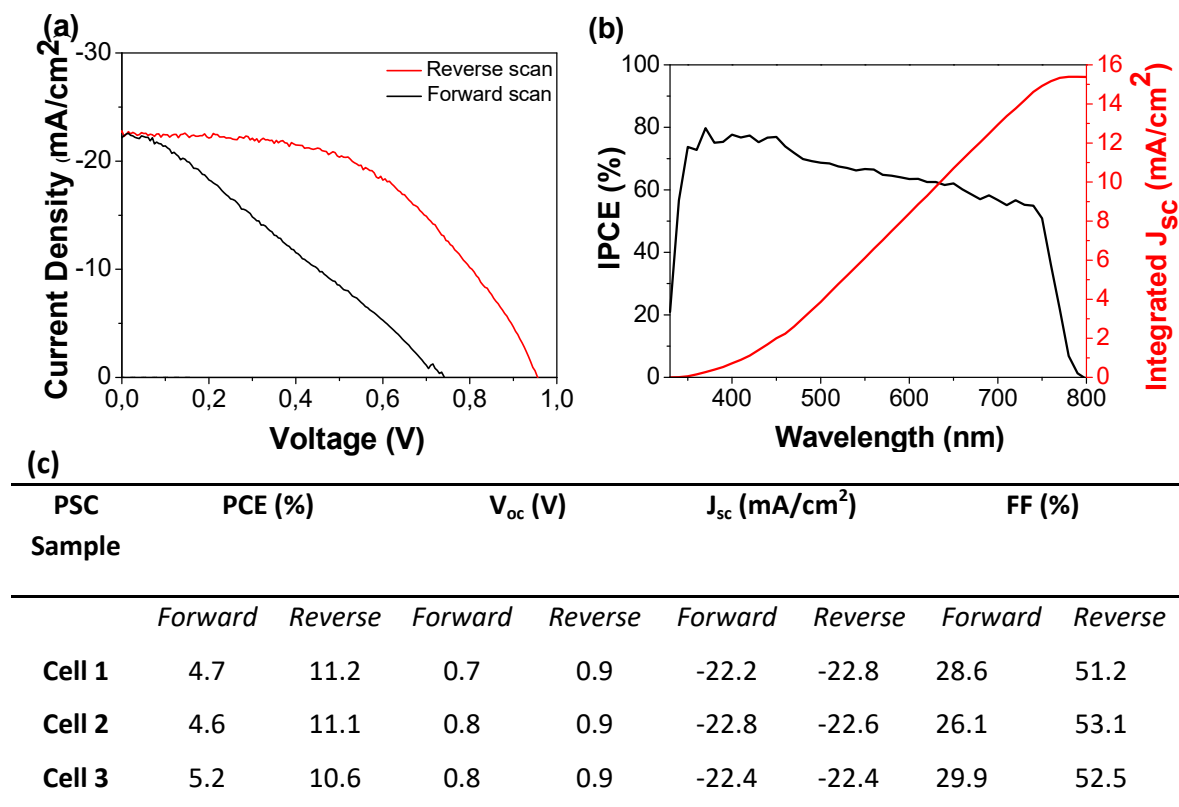 (a)
Current Density (mA/cm2)
-30
-20
-10
0
Reverse scan
Forward scan
0,0 0,2 0,4 0,6 0,8 1,0
Voltage (V)
(b)
IPCE (%)
100
80
60
40
20
0
16
14
12
10
8
6
4
2
0
Integrated JSC (mA/cm2)
400 500 600 700 800
Wavelength (nm)
(c)
PSC Sample PCE (%) Voc (V) Jsc (mA/cm2) FF (%)
Forward Reverse Forward Reverse Forward Reverse Forward Reverse
Cell 1 4.7 11.2 0.7 0.9 -22.2 -22.8 28.6 51.2
Cell 2 4.6 11.1 0.8 0.9 -22.8 -22.6 26.1 53.1
Cell 3 5.2 10.6 0.8 0.9 -22.4 -22.4 29.9 52.5